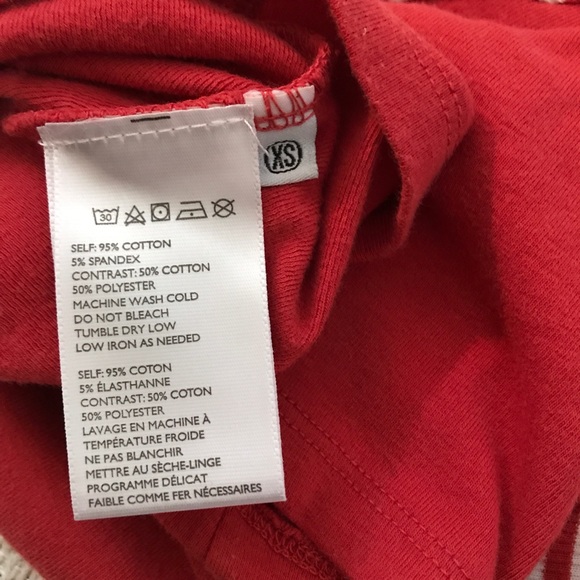 XS
30
SELF: 95% COTTON
5% SPANDEX
CONTRAST: 50% COTTON
50% POLYESTER
MACHINE WASH COLD
DO NOT BLEACH
TUMBLE DRY LOW
LOW IRON AS NEEDED
SELF: 95% COTON
5% ÉLASTHANNE
CONTRAST: 50% COTON
50% POLYESTER
LAVAGE EN MACHINE À
TEMPÉRATURE FROIDE
NE PAS BLANCHIR
METTRE AU SÈCHE-LINGE
PROGRAMME DÉLICAT
FAIBLE COMME FER NÉCESSAIRES